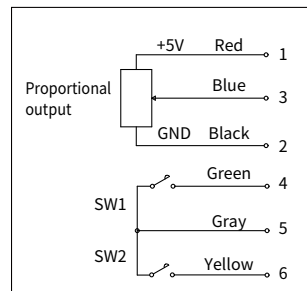 +5V Red 1
Proportional
output
Blue 3
GND Black 2
Green 4
SW1
Gray 5
SW2
Yellow 6